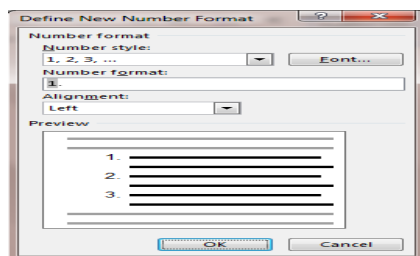 Define New Number Format
Number format
Number style:
1, 2, 3, ... Font...
Number format:
1.
Alignment:
Left
Preview
1.
2.
3.
OK Cancel